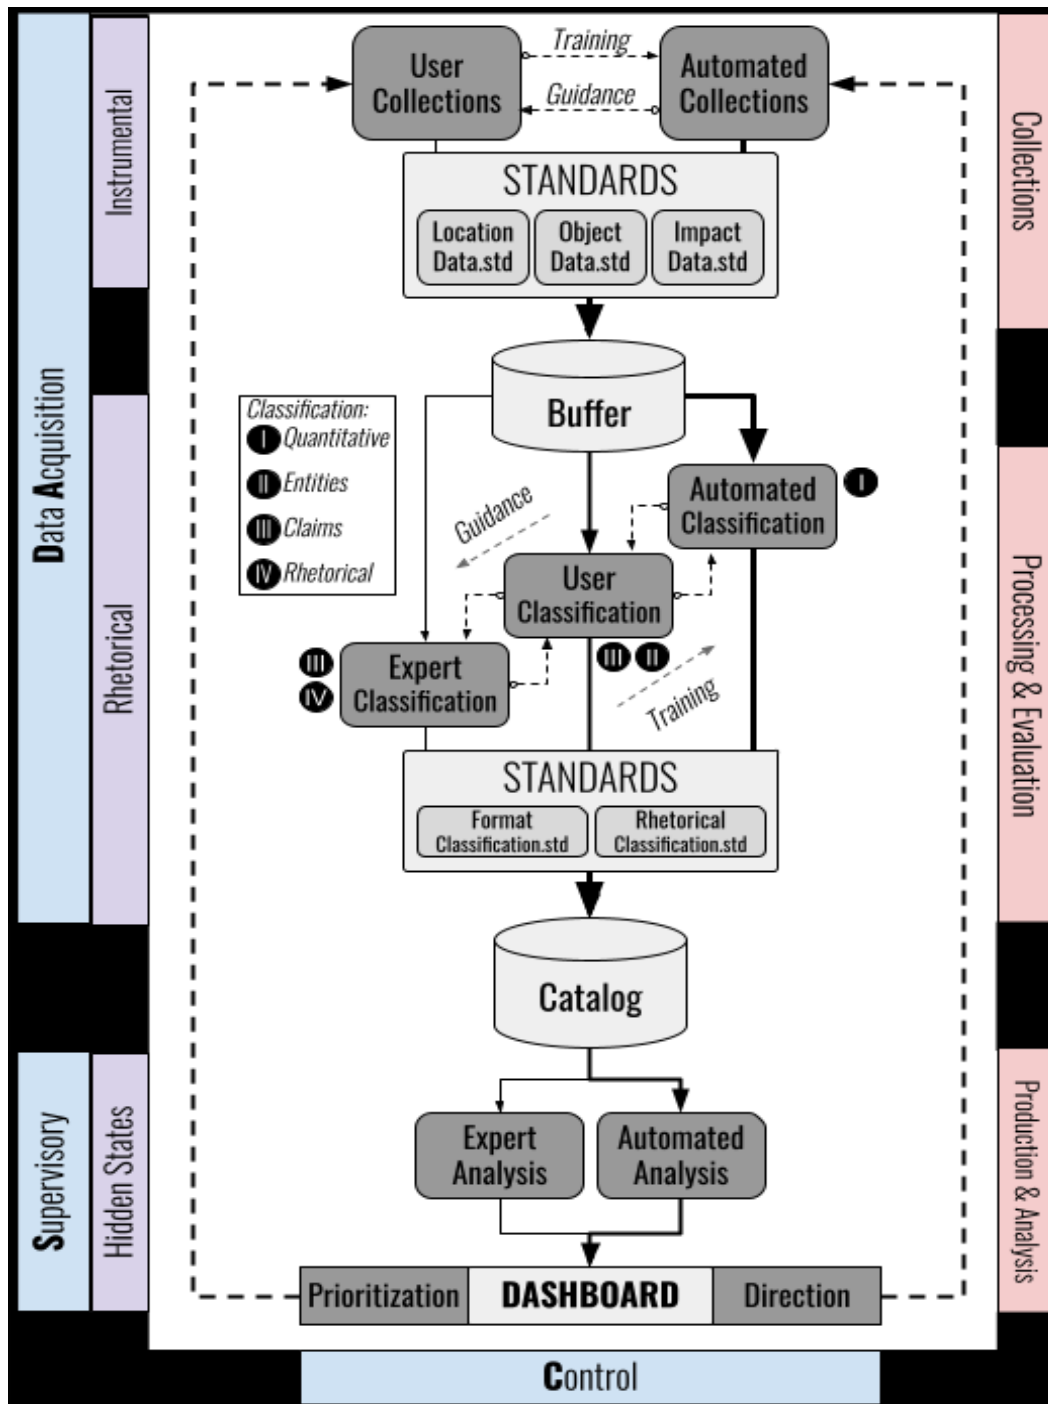 Data Acquisition
Supervisory
Instrumental
Rhetorical
Hidden States
User
Collections
Training
Guidance
Automated
Collections
STANDARDS
Location
Data.std
Object
Data.std
Impact
Data.std
Buffer
Classification:
I Quantitative
II Entities
III Claims
IV Rhetorical
Guidance
Automated
Classification
I
User
Classification
III II
Expert
Classification
III
IV
Training
STANDARDS
Format
Classification.std
Rhetorical
Classification.std
Catalog
Expert
Analysis
Automated
Analysis
Prioritization
DASHBOARD
Direction
Control
Collections
Processing & Evaluation
Production & Analysis